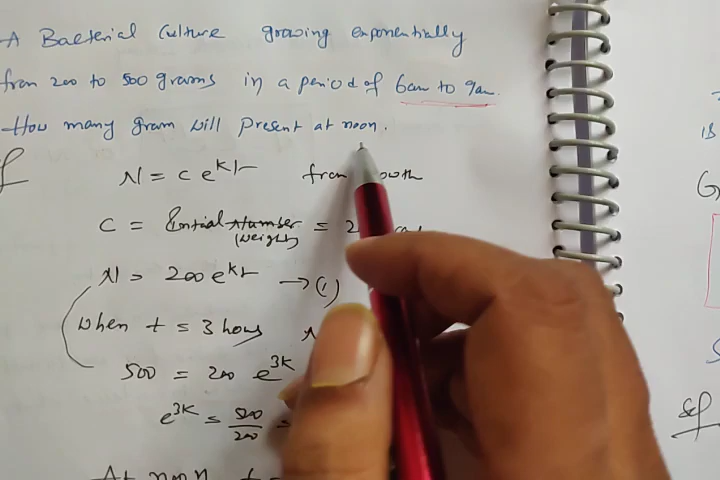 A Bacterial Culture growing exponentially
from 200 to 500 grams in a period of 6am to 9am.
How many gram will present at noon.
N = c e^kt from
C = Initial Number (weight) =
N = 200 e^kt → (1)
When t = 3 hours
500 = 200 e^3K
e^3K = 500/200 =
At noon t =
is
Sol